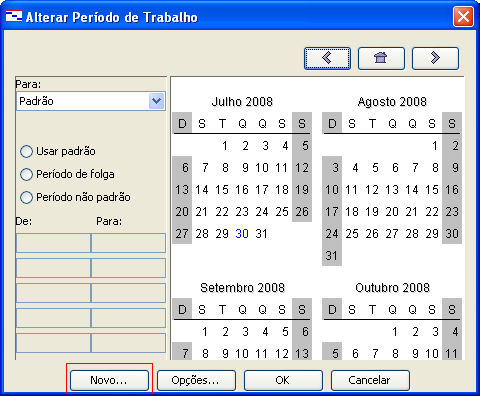 Alterar Período de Trabalho
Para:
Padrão
Usar padrão
Período de folga
Período não padrão
De: Para:
Julho 2008
D S T Q Q S S
1 2 3 4 5
6 7 8 9 10 11 12
13 14 15 16 17 18 19
20 21 22 23 24 25 26
27 28 29 30 31
Agosto 2008
D S T Q Q S S
1 2
3 4 5 6 7 8 9
10 11 12 13 14 15 16
17 18 19 20 21 22 23
24 25 26 27 28 29 30
31
Setembro 2008
D S T Q Q S S
1 2 3 4 5 6
7 8 9 10 11 12 13
Outubro 2008
D S T Q Q S S
1 2 3 4
5 6 7 8 9 10 11
Novo... Opções... OK Cancelar